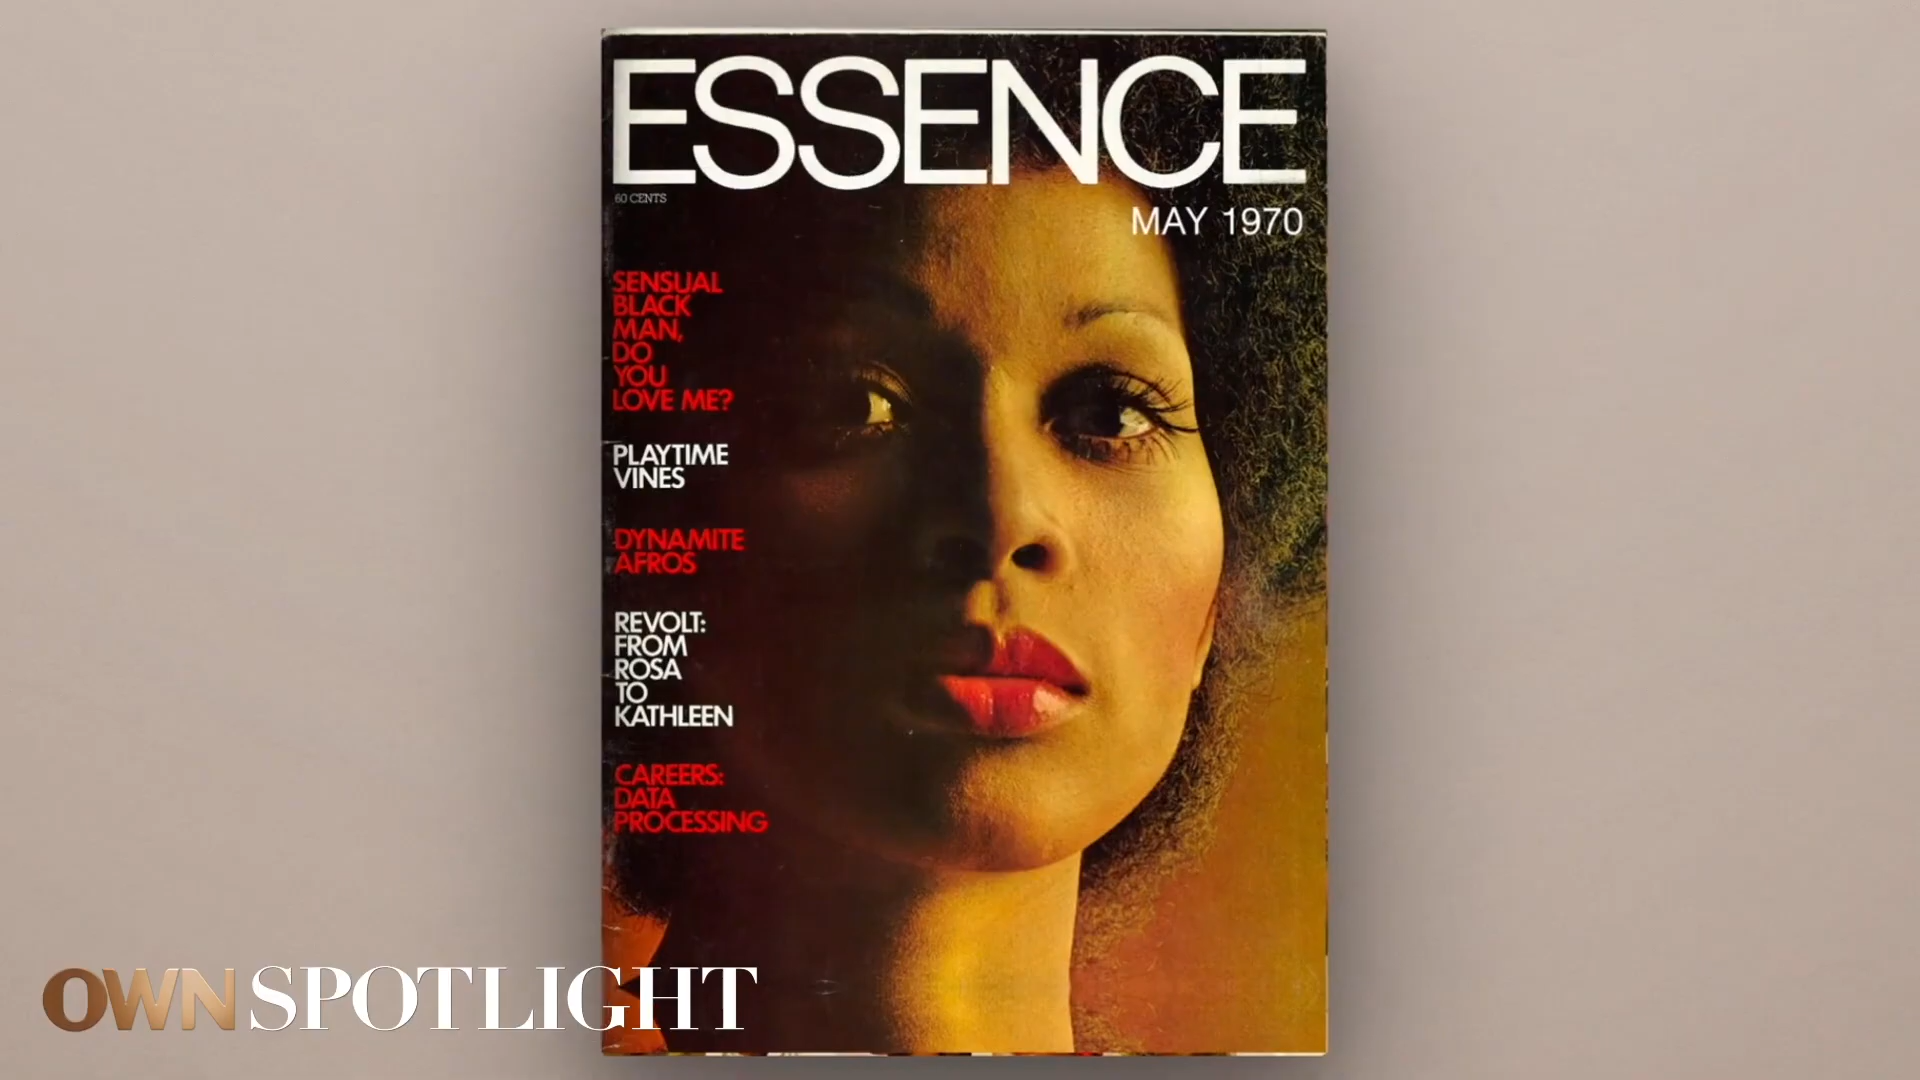 ESSENCE
60 CENTS
MAY 1970
SENSUAL
BLACK
MAN,
DO
YOU
LOVE ME?
PLAYTIME
VINES
DYNAMITE
AFROS
REVOLT:
FROM
ROSA
TO
KATHLEEN
CAREERS:
DATA
PROCESSING
OWN SPOTLIGHT